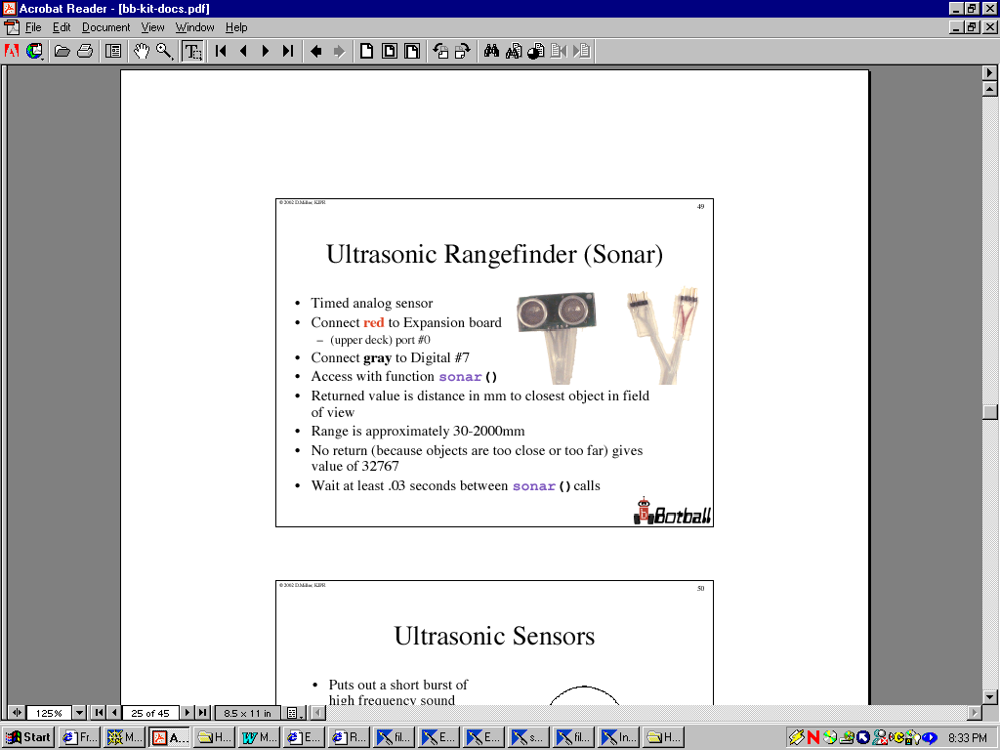 Acrobat Reader - [bb-kit-docs.pdf]
File Edit Document View Window Help
© 2002 D.Miller, KIPR
49
Ultrasonic Rangefinder (Sonar)
• Timed analog sensor
• Connect red to Expansion board
– (upper deck) port #0
• Connect gray to Digital #7
• Access with function sonar()
• Returned value is distance in mm to closest object in field
of view
• Range is approximately 30-2000mm
• No return (because objects are too close or too far) gives
value of 32767
• Wait at least .03 seconds between sonar()calls
Botball
© 2002 D.Miller, KIPR
50
Ultrasonic Sensors
• Puts out a short burst of
high frequency sound
125% 25 of 45 8.5 x 11 in
Start Fr... M... A... H... W M... E... R... fil... E... E... s... fil... In... H... 8:33 PM